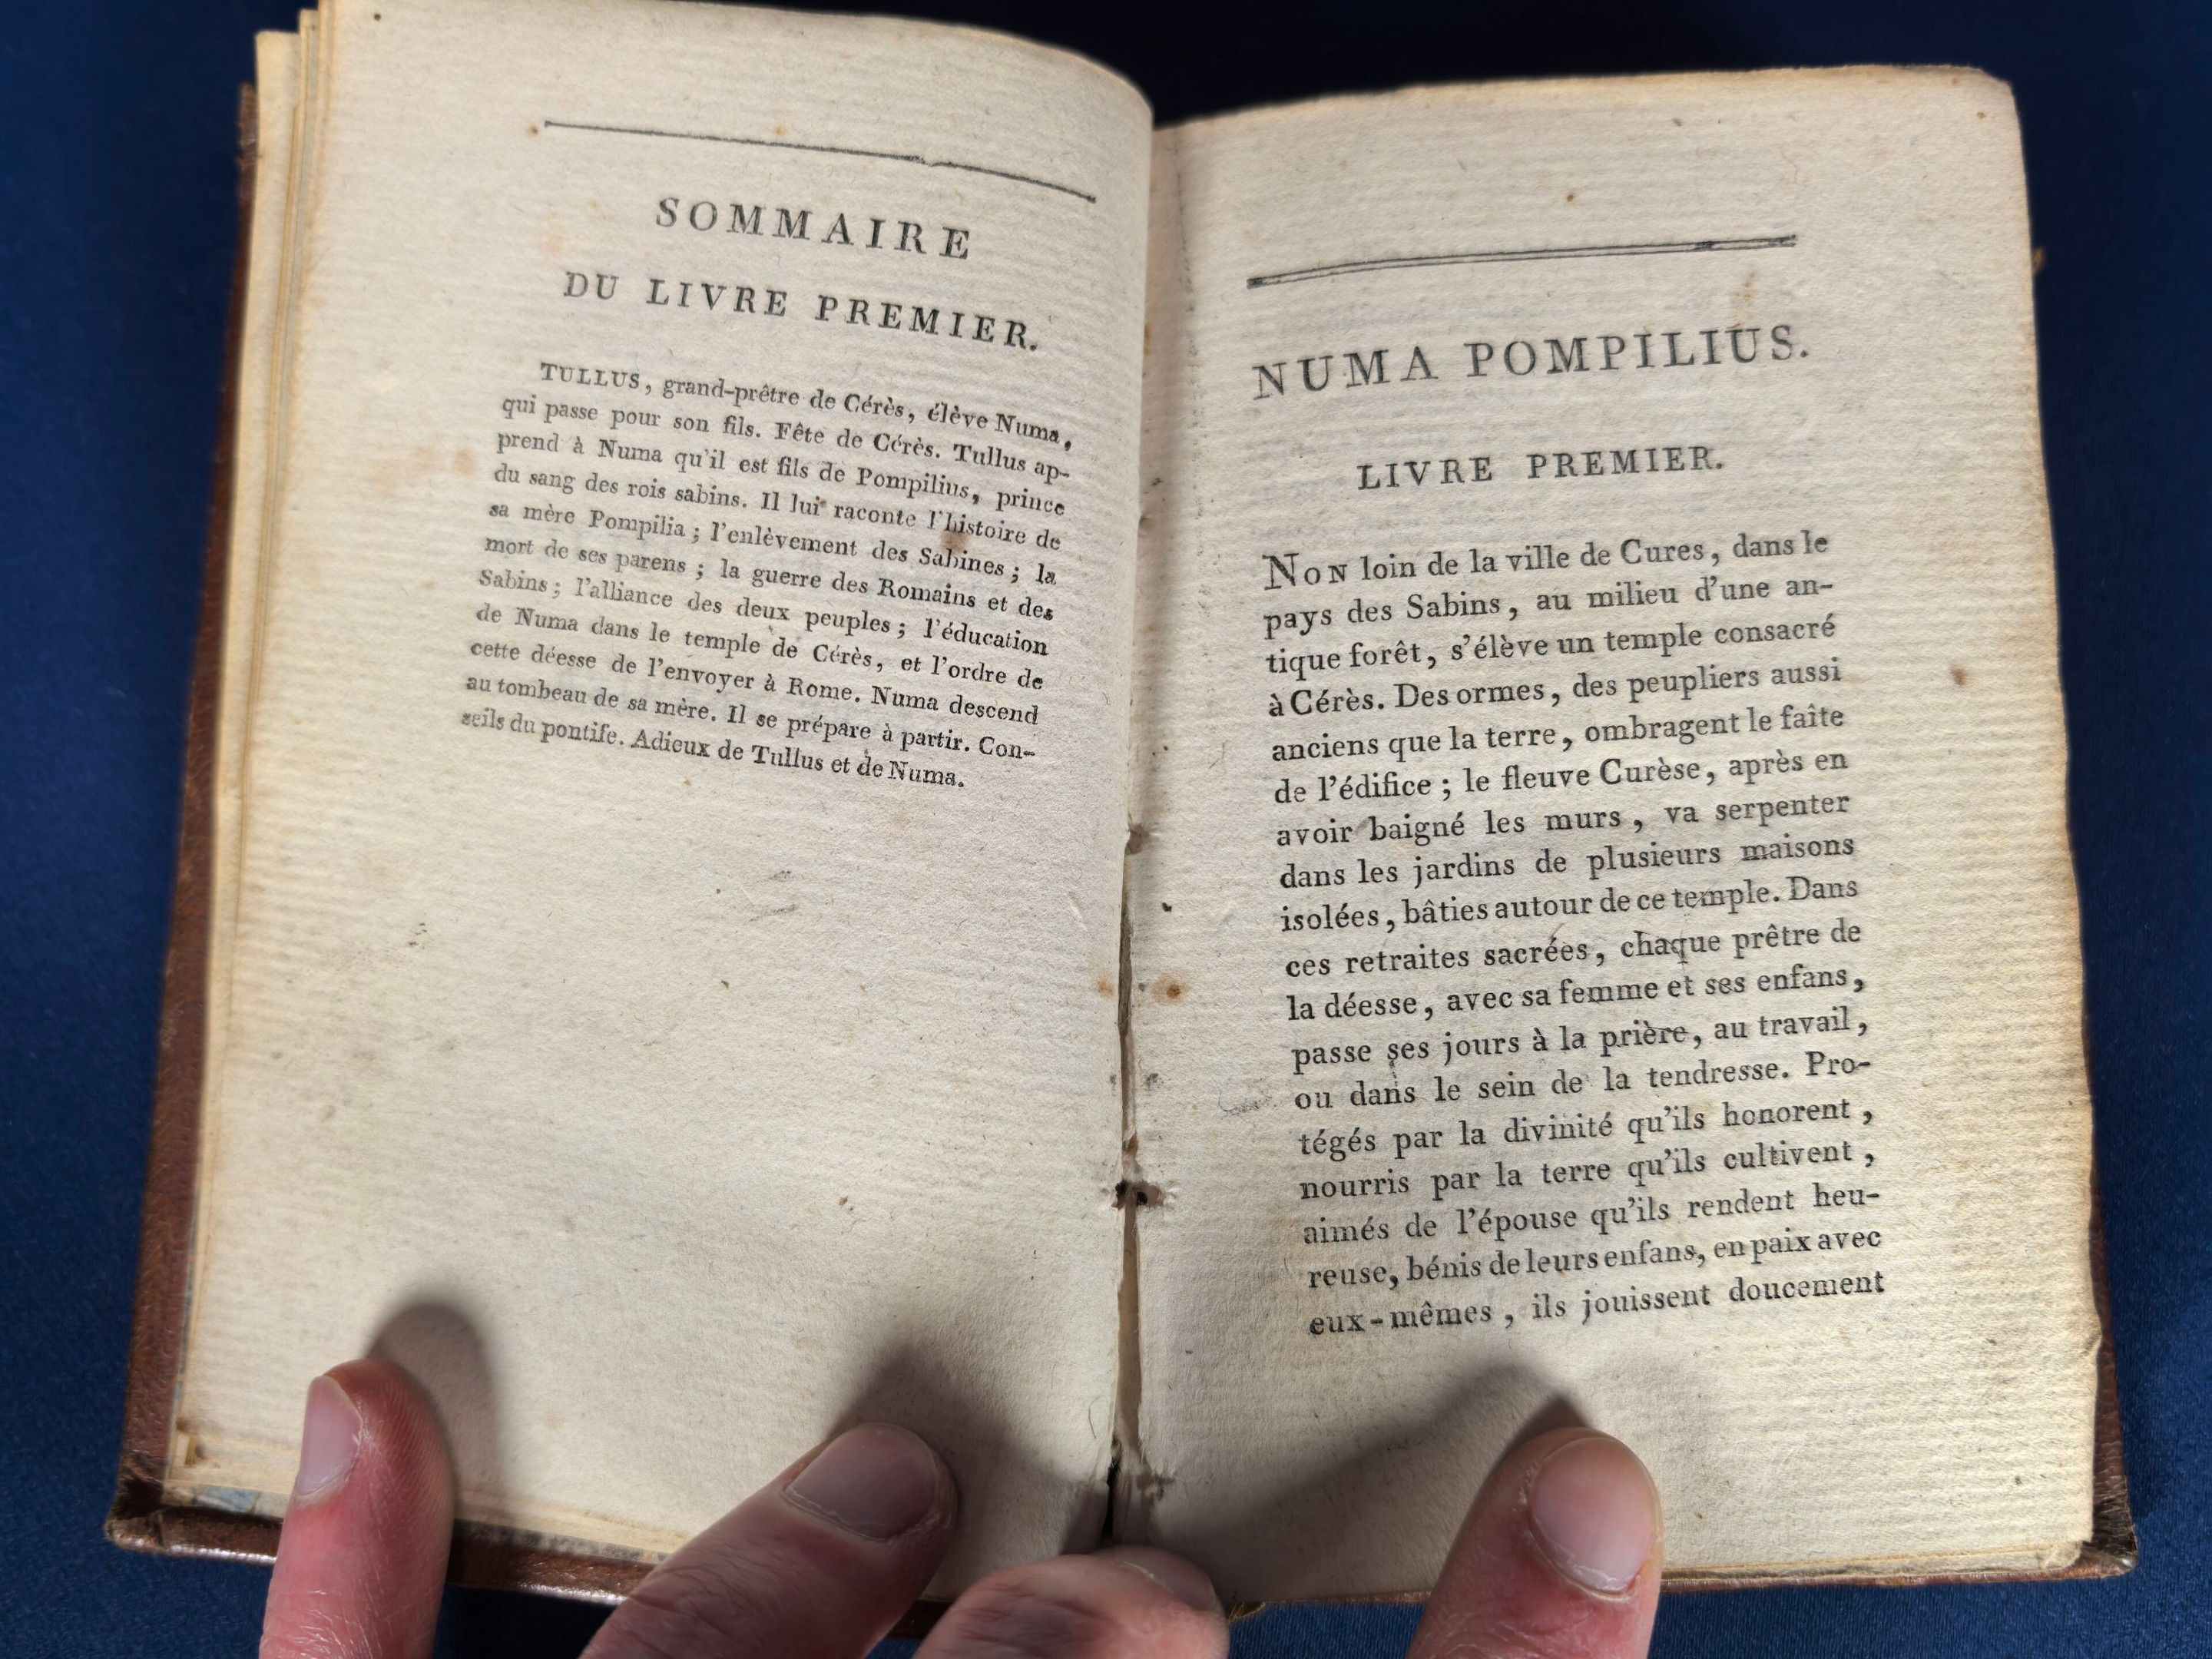 SOMMAIRE
DU LIVRE PREMIER.
TULLUS, grand-prêtre de Cérès, élève Numa,
qui passe pour son fils. Fête de Cérès. Tullus ap-
prend à Numa qu'il est fils de Pompilius, prince
du sang des rois sabins. Il lui raconte l'histoire de
sa mère Pompilia ; l'enlèvement des Sabines ; la
mort de ses parens ; la guerre des Romains et des
Sabins ; l'alliance des deux peuples ; l'éducation
de Numa dans le temple de Cérès, et l'ordre de
cette déesse de l'envoyer à Rome. Numa descend
au tombeau de sa mère. Il se prépare à partir. Con-
seils du pontife. Adieux de Tullus et de Numa.
NUMA POMPILIUS.
LIVRE PREMIER.
NON loin de la ville de Cures, dans le
pays des Sabins, au milieu d'une an-
tique forêt, s'élève un temple consacré
à Cérès. Des ormes, des peupliers aussi
anciens que la terre, ombragent le faîte
de l'édifice ; le fleuve Curèse, après en
avoir baigné les murs, va serpenter
dans les jardins de plusieurs maisons
isolées, bâties autour de ce temple. Dans
ces retraites sacrées, chaque prêtre de
la déesse, avec sa femme et ses enfans,
passe ses jours à la prière, au travail,
ou dans le sein de la tendresse. Pro-
tégés par la divinité qu'ils honorent,
nourris par la terre qu'ils cultivent,
aimés de l'épouse qu'ils rendent heu-
reuse, bénis de leurs enfans, en paix avec
eux-mêmes, ils jouissent doucement